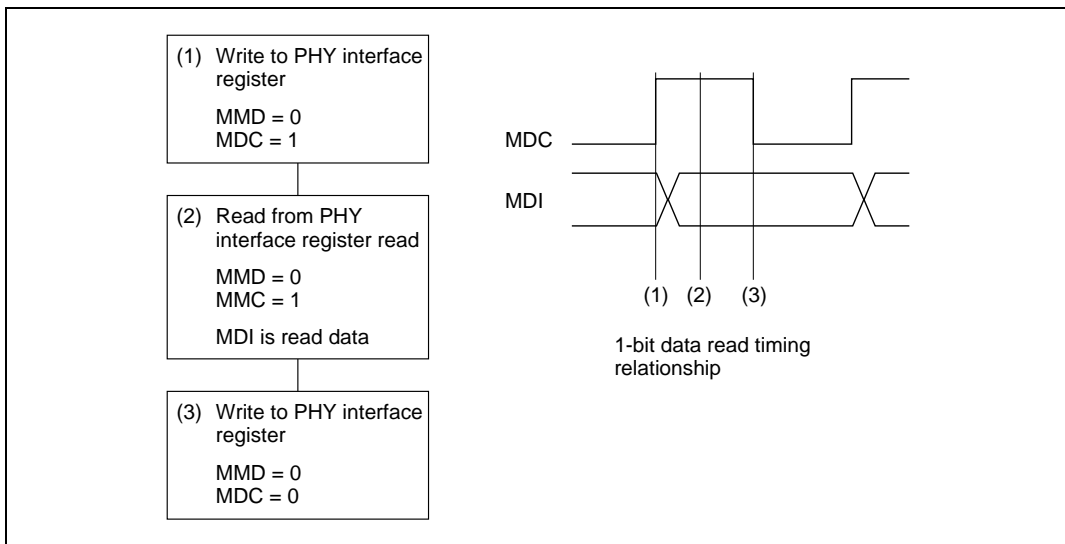 (1) Write to PHY interface
register
MMD = 0
MDC = 1
(2) Read from PHY
interface register read
MMD = 0
MMC = 1
MDI is read data
(3) Write to PHY interface
register
MMD = 0
MDC = 0
MDC
MDI
(1) (2) (3)
1-bit data read timing
relationship